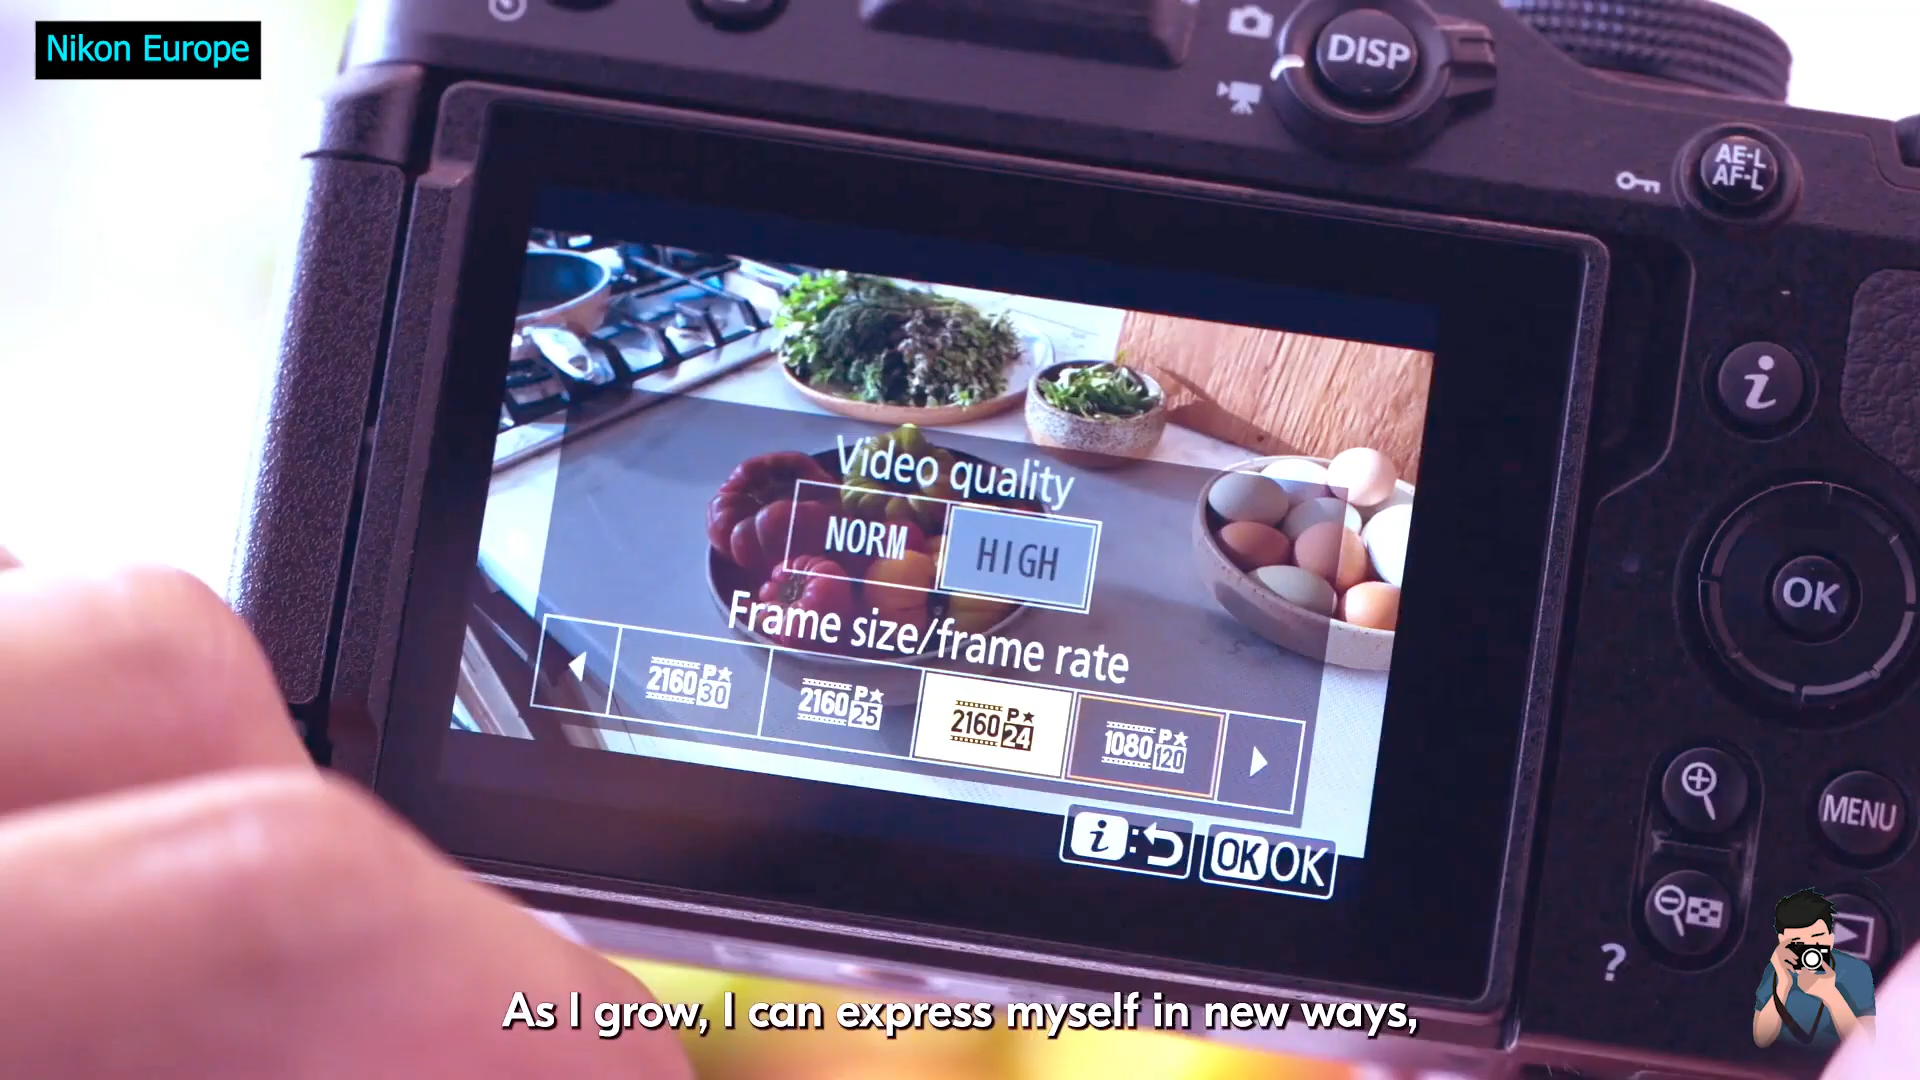 Nikon Europe
DISP
AE-L
AF-L
i
Video quality
NORM HIGH
Frame size/frame rate
2160 P★ 30 2160 P★ 25 2160 P★ 24 1080 P★ 120
i: OK OK
OK
MENU
?
As I grow, I can express myself in new ways,